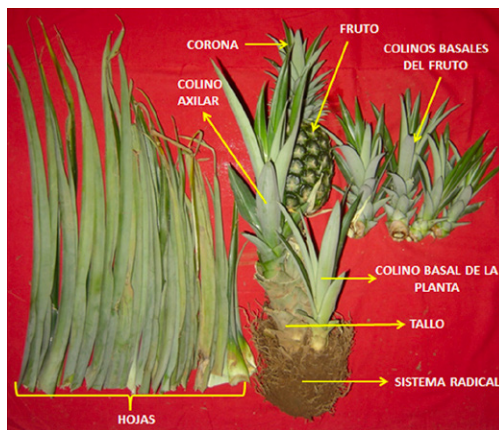 CORONA
FRUTO
COLINOS BASALES
DEL FRUTO
COLINO
AXILAR
COLINO BASAL DE LA
PLANTA
TALLO
SISTEMA RADICAL
HOJAS